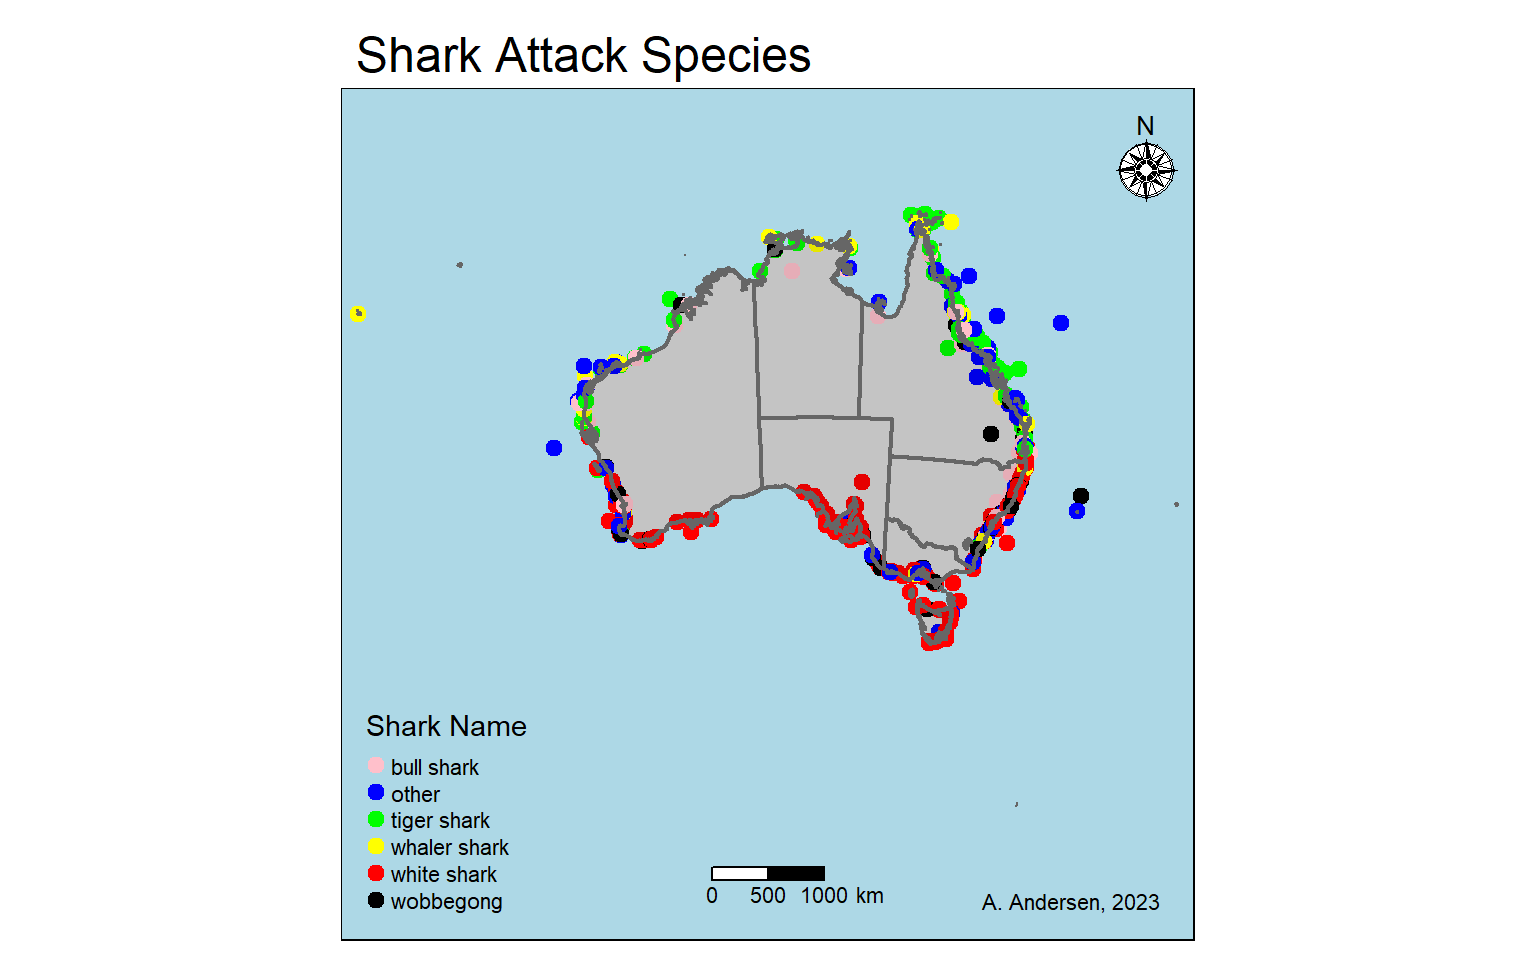 Shark Attack Species
N
Shark Name
bull shark
other
tiger shark
whaler shark
white shark
wobbegong
0 500 1000 km
A. Andersen, 2023